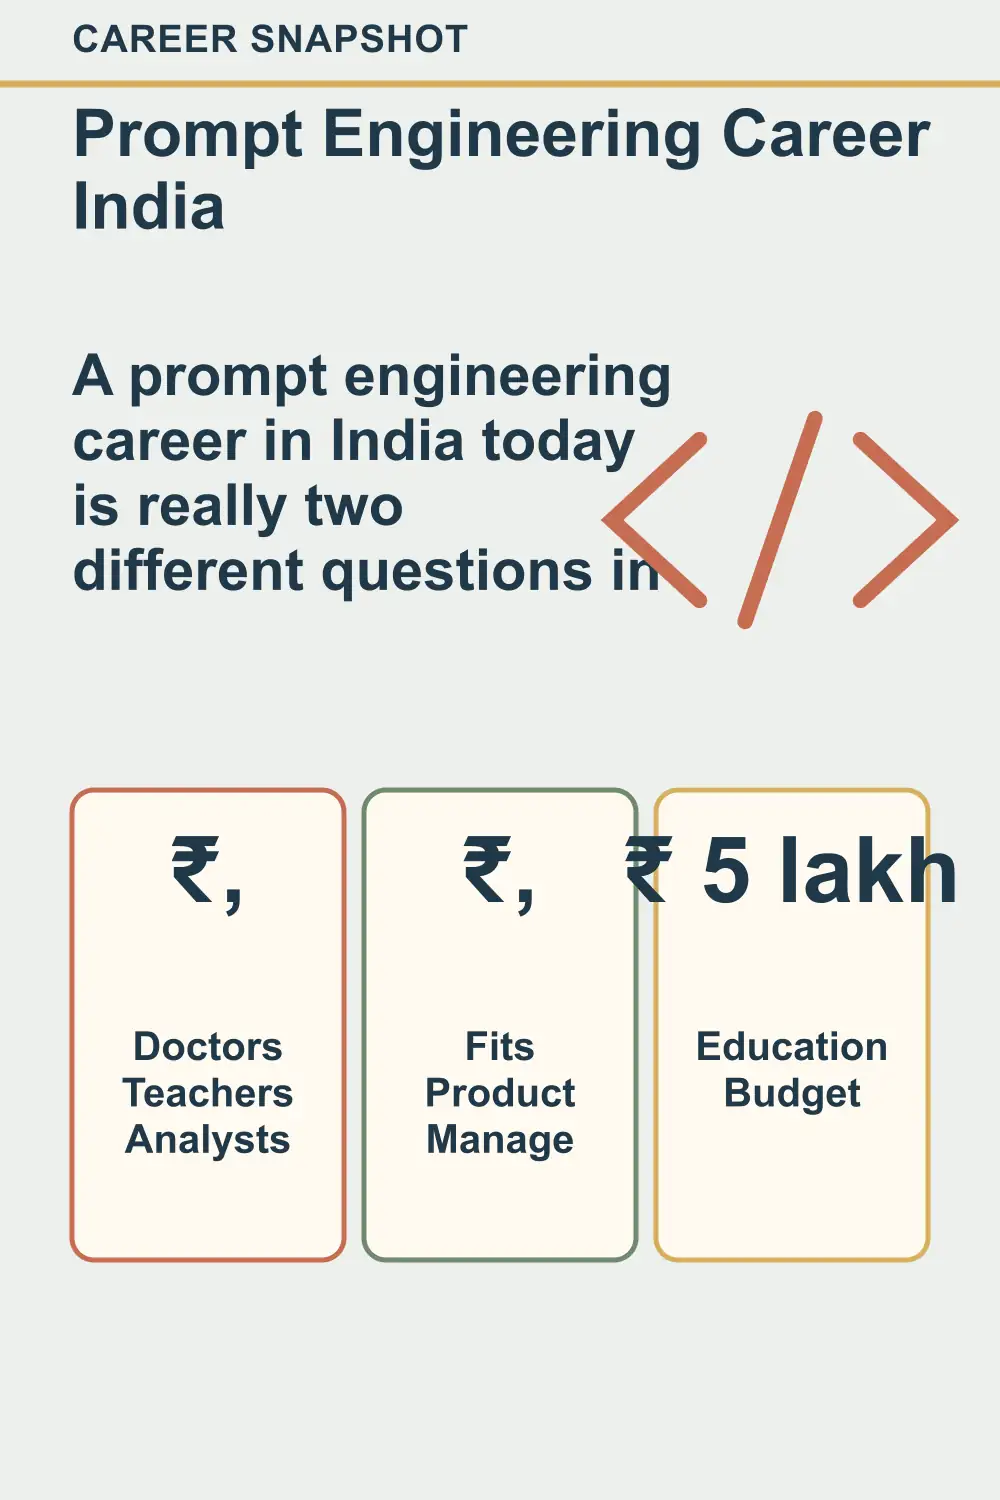 CAREER SNAPSHOT
Prompt Engineering Career
India
A prompt engineering
career in India today
is really two
different questions in
₹,
Doctors
Teachers
Analysts
₹,
Fits
Product
Manage
₹ 5 lakh
Education
Budget